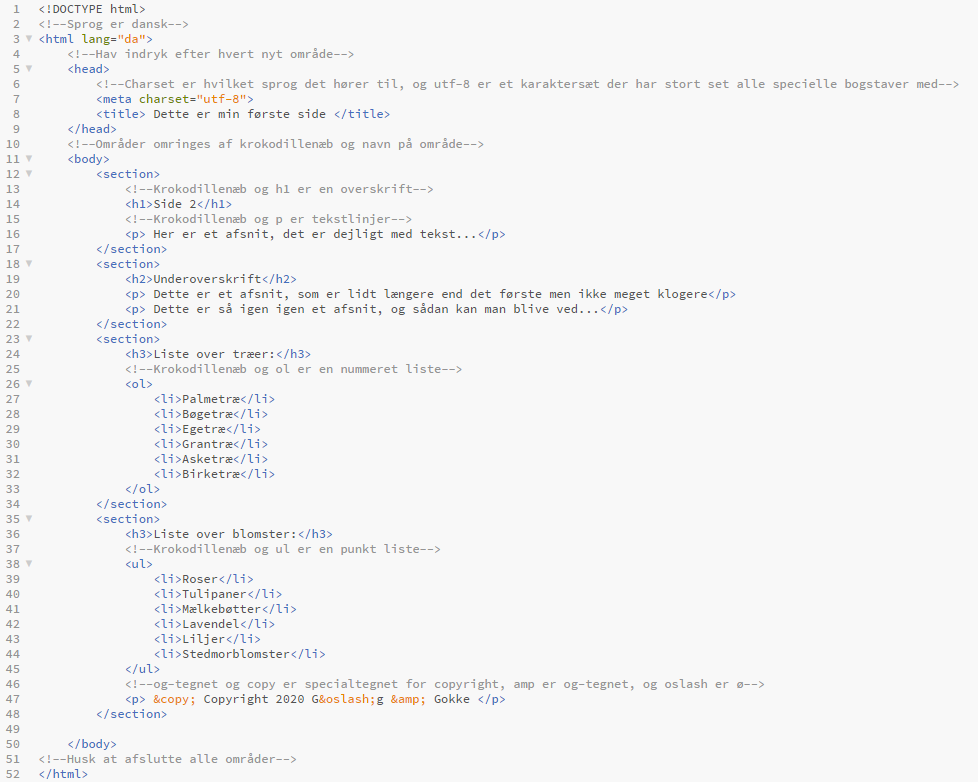 1 <!DOCTYPE html>
2 <!--Sprog er dansk-->
3 <html lang="da">
4 <!--Hav indryk efter hvert nyt område-->
5 <head>
6 <!--Charset er hvilket sprog det hører til, og utf-8 er et karaktersæt der har stort set alle specielle bogstaver med-->
7 <meta charset="utf-8">
8 <title> Dette er min første side </title>
9 </head>
10 <!--Områder omringes af krokodillenæb og navn på område-->
11 <body>
12 <section>
13 <!--Krokodillenæb og h1 er en overskrift-->
14 <h1>Side 2</h1>
15 <!--Krokodillenæb og p er tekstlinjer-->
16 <p> Her er et afsnit, det er dejligt med tekst...</p>
17 </section>
18 <section>
19 <h2>Underoverskrift</h2>
20 <p> Dette er et afsnit, som er lidt længere end det første men ikke meget klogere</p>
21 <p> Dette er så igen igen et afsnit, og sådan kan man blive ved...</p>
22 </section>
23 <section>
24 <h3>Liste over træer:</h3>
25 <!--Krokodillenæb og ol er en nummeret liste-->
26 <ol>
27 <li>Palmetræ</li>
28 <li>Bøgetræ</li>
29 <li>Egetræ</li>
30 <li>Grantræ</li>
31 <li>Asketræ</li>
32 <li>Birketræ</li>
33 </ol>
34 </section>
35 <section>
36 <h3>Liste over blomster:</h3>
37 <!--Krokodillenæb og ul er en punkt liste-->
38 <ul>
39 <li>Roser</li>
40 <li>Tulipaner</li>
41 <li>Mælkebøtter</li>
42 <li>Lavendel</li>
43 <li>Liljer</li>
44 <li>Stedmorblomster</li>
45 </ul>
46 <!--og-tegnet og copy er specialtegnet for copyright, amp er og-tegnet, og oslash er ø-->
47 <p> &copy; Copyright 2020 G&oslash;g &amp; Gokke </p>
48 </section>
49
50 </body>
51 <!--Husk at afslutte alle områder-->
52 </html>